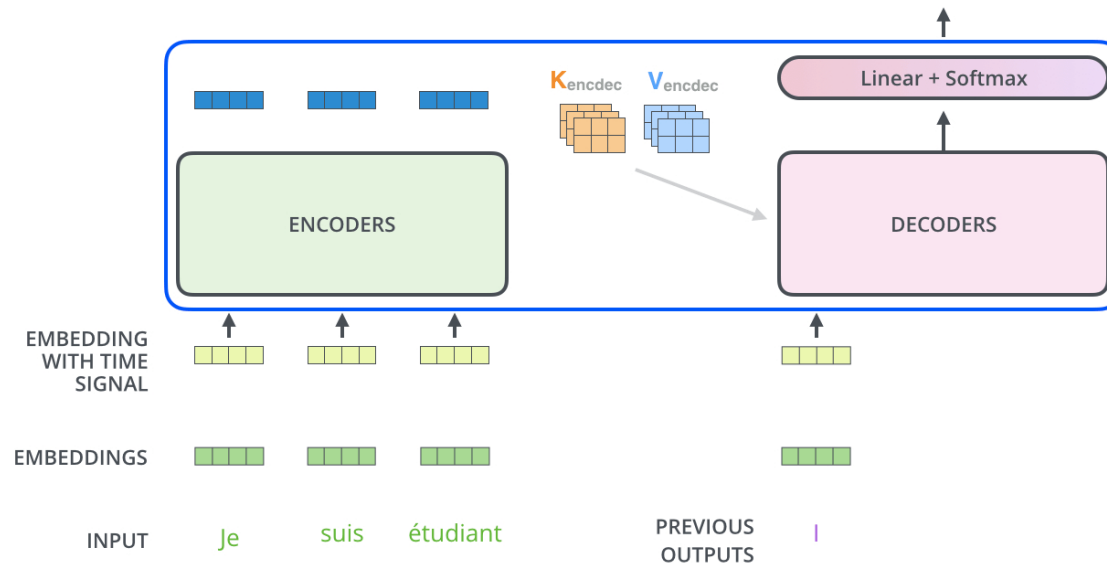 Kencdec
Vencdec
Linear + Softmax
ENCODERS
DECODERS
EMBEDDING
WITH TIME
SIGNAL
EMBEDDINGS
INPUT
Je
suis
étudiant
PREVIOUS
OUTPUTS
I